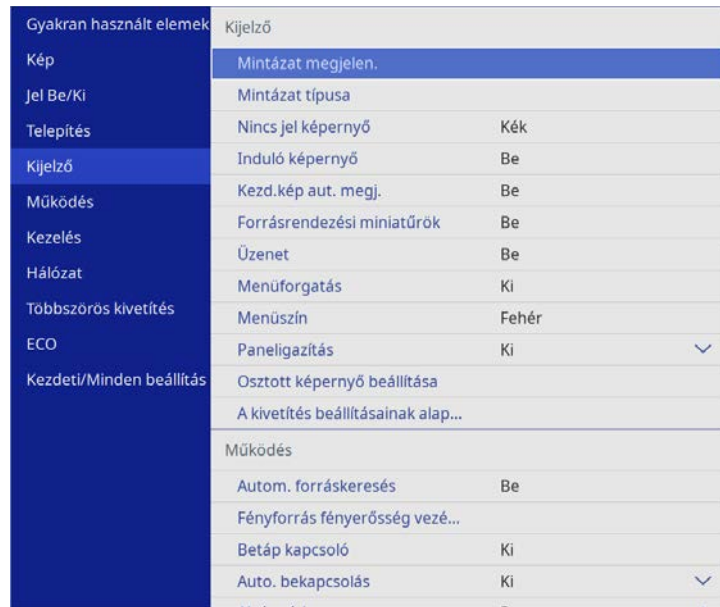 Gyakran használt elemek
Kép
Jel Be/Ki
Telepítés
Kijelző
Működés
Kezelés
Hálózat
Többszörös kivetítés
ECO
Kezdeti/Minden beállítás
Kijelző
Mintázat megjelen.
Mintázat típusa
Nincs jel képernyő Kék
Induló képernyő Be
Kezd.kép aut. megj. Be
Forrásrendezési miniatűrök Be
Üzenet Be
Menüforgatás Ki
Menüszín Fehér
Paneligazítás Ki
Osztott képernyő beállítása
A kivetítés beállításainak alap...
Működés
Autom. forráskeresés Be
Fényforrás fényerősség vezé...
Betáp kapcsoló Ki
Auto. bekapcsolás Ki